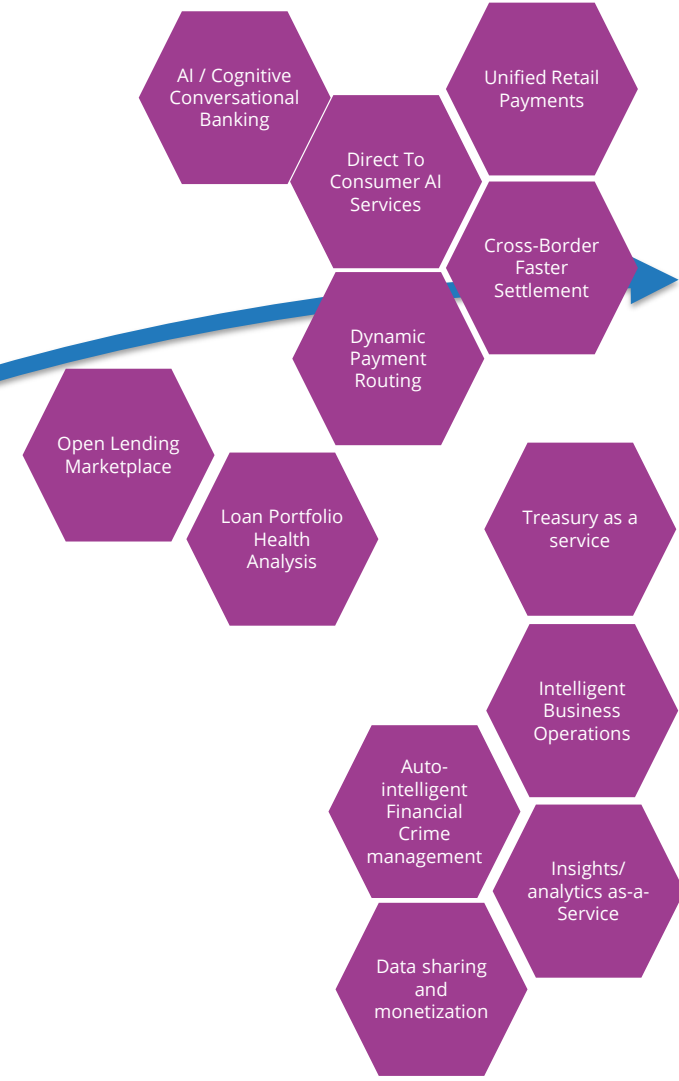 AI / Cognitive
Conversational
Banking
Unified Retail
Payments
Direct To
Consumer AI
Services
Cross-Border
Faster
Settlement
Dynamic
Payment
Routing
Open Lending
Marketplace
Loan Portfolio
Health
Analysis
Treasury as a
service
Intelligent
Business
Operations
Auto-
intelligent
Financial
Crime
management
Insights/
analytics as-a-
Service
Data sharing
and
monetization